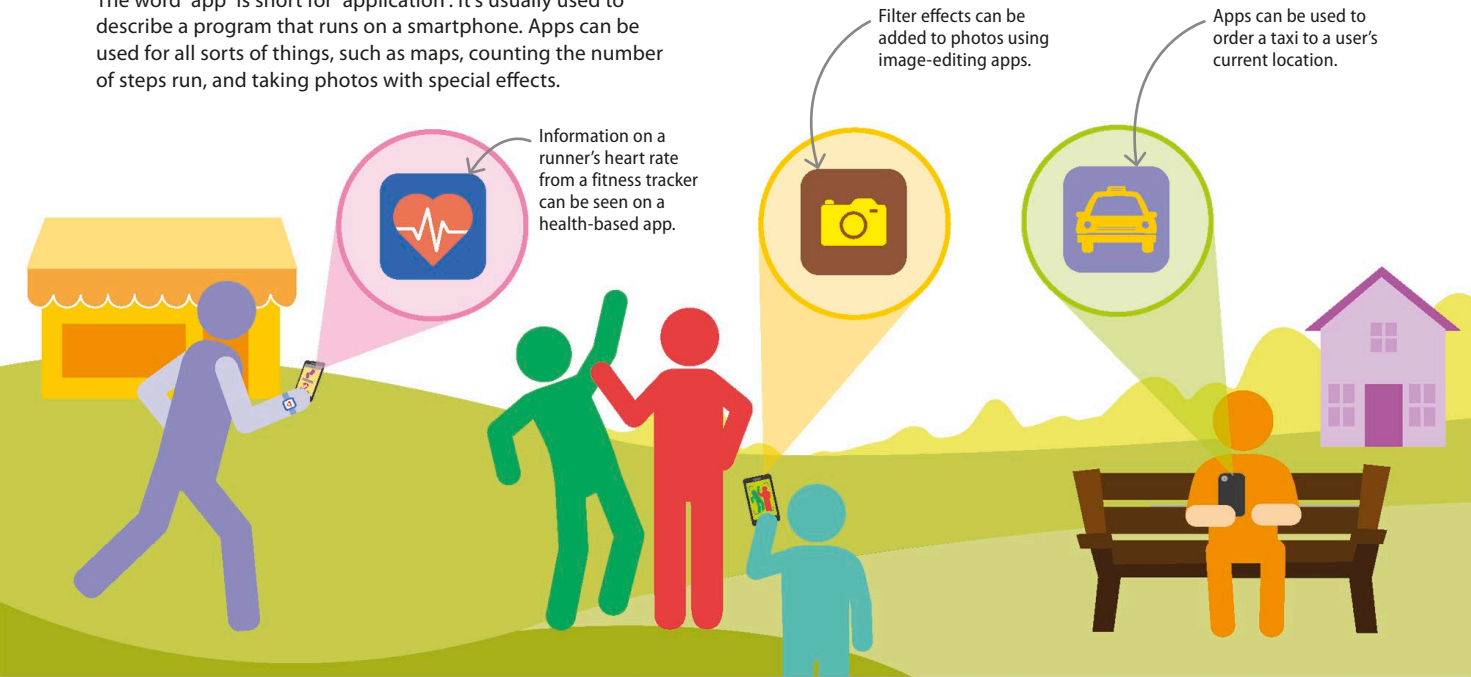 The word ‘app’ is short for ‘application’. It’s usually used to
describe a program that runs on a smartphone. Apps can be
used for all sorts of things, such as maps, counting the number
of steps run, and taking photos with special effects.
Information on a
runner’s heart rate
from a fitness tracker
can be seen on a
health-based app.
Filter effects can be
added to photos using
image-editing apps.
Apps can be used to
order a taxi to a user’s
current location.